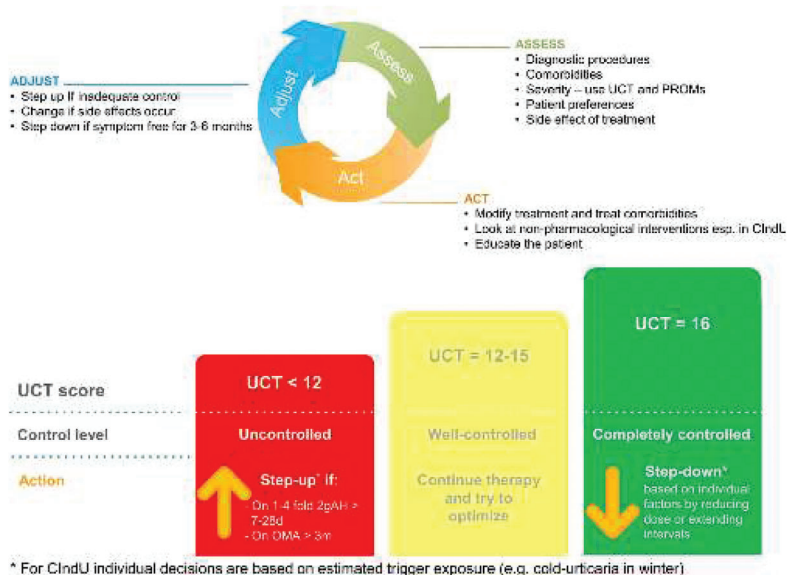 Assess
Adjust
Act
ASSESS
• Diagnostic procedures
• Comorbidities
• Severity – use UCT and PROMs
• Patient preferences
• Side effect of treatment
ADJUST
• Step up If inadequate control
• Change if side effects occur
• Step down if symptom free for 3-6 months
ACT
• Modify treatment and treat comorbidities
• Look at non-pharmacological interventions esp. in CIndU
• Educate the patient
UCT score
UCT < 12
UCT = 12-15
UCT = 16
Control level
Uncontrolled
Well-controlled
Completely controlled
Action
Step-up* if:
- On 1-4 fold 2gAH >
7-28d
- On OMA > 3m
Continue therapy
and try to
optimize
Step-down*
based on individual
factors by reducing
dose or extending
intervals
* For CIndU individual decisions are based on estimated trigger exposure (e.g. cold-urticaria in winter)